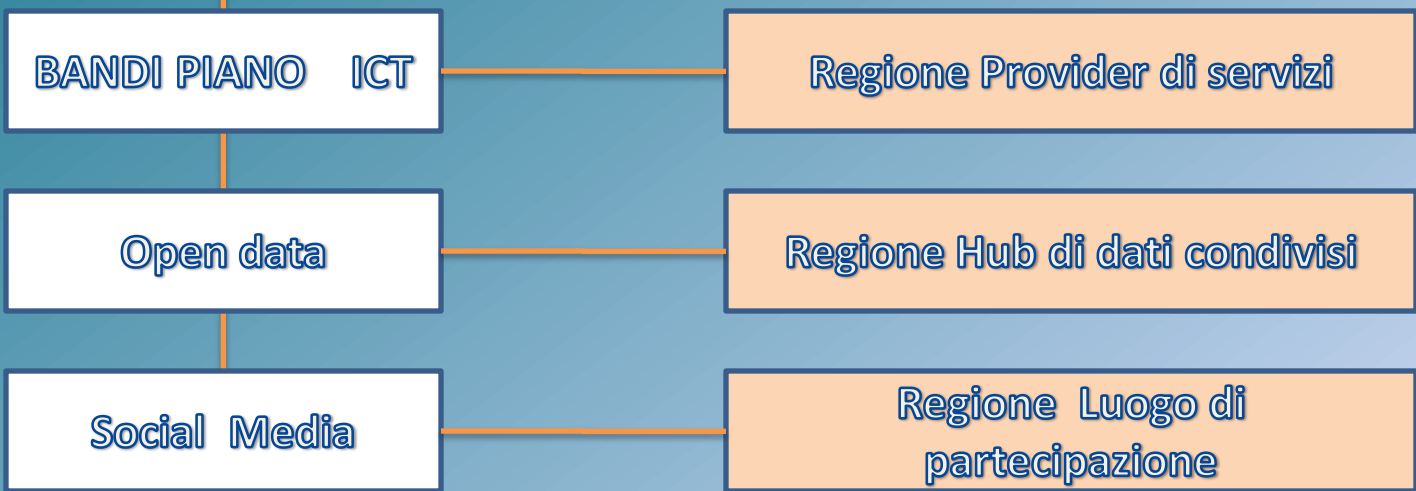 BANDI PIANO ICT
Regione Provider di servizi
Open data
Regione Hub di dati condivisi
Social Media
Regione Luogo di
partecipazione